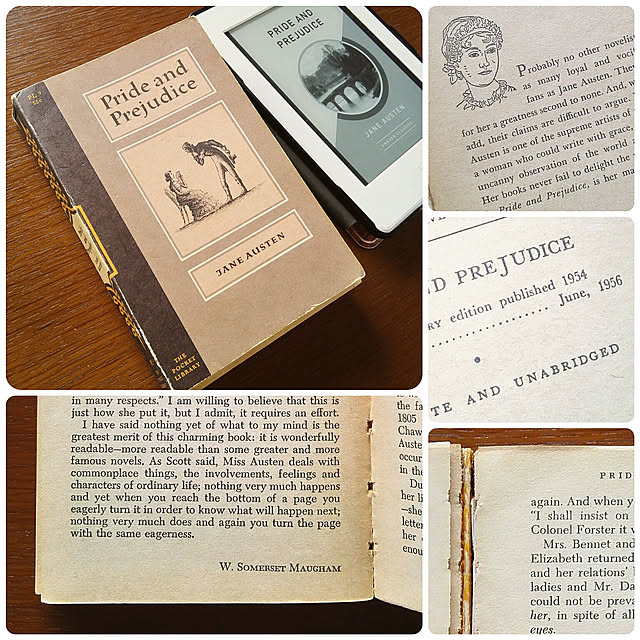 PL 9
35¢
Pride and
Prejudice
JANE AUSTEN
THE
POCKET
LIBRARY
PRIDE AND
PREJUDICE
JANE AUSTEN
Probably no other novelist
as many loyal and voci
fans as Jane Austen. They
for her a greatness second to none. And, w
add, their claims are difficult to argue.
Austen is one of the supreme artists of
a woman who could write with grace
uncanny observation of the world
Her books never fail to delight the
Pride and Prejudice, is her ma
ND PREJUDICE
RY edition published 1954
June, 1956
TE AND UNABRIDGED
in many respects." I am willing to believe that this is
just how she put it, but I admit, it requires an effort.
I have said nothing yet of what to my mind is the
greatest merit of this charming book: it is wonderfully
readable—more readable than some greater and more
famous novels. As Scott said, Miss Austen deals with
commonplace things, the involvements, feelings and
characters of ordinary life; nothing very much happens
and yet when you reach the bottom of a page you
eagerly turn it in order to know what will happen next;
nothing very much does and again you turn the page
with the same eagerness.
W. Somerset Maugham
the fa
1805
Chaw
Auste
occur
in the
Du
her li
—she
letter
her
enou
PRID
again. And when y
"I shall insist on
Colonel Forster it v
Mrs. Bennet and
Elizabeth returned
and her relations'
ladies and Mr. Da
could not be preva
her, in spite of all
eyes.